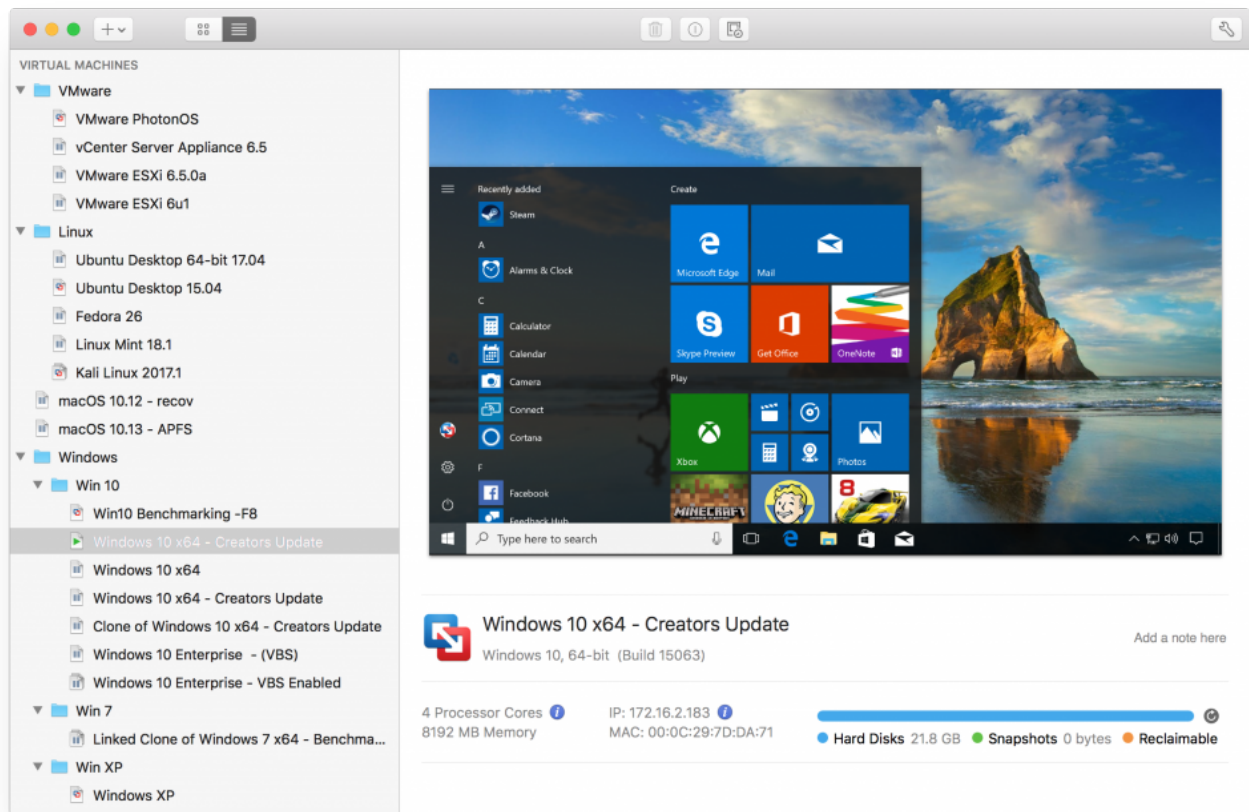 VIRTUAL MACHINES
VMware
VMware PhotonOS
vCenter Server Appliance 6.5
VMware ESXi 6.5.0a
VMware ESXi 6u1
Linux
Ubuntu Desktop 64-bit 17.04
Ubuntu Desktop 15.04
Fedora 26
Linux Mint 18.1
Kali Linux 2017.1
macOS 10.12 - recov
macOS 10.13 - APFS
Windows
Win 10
Win10 Benchmarking -F8
Windows 10 x64 - Creators Update
Windows 10 x64
Windows 10 x64 - Creators Update
Clone of Windows 10 x64 - Creators Update
Windows 10 Enterprise - (VBS)
Windows 10 Enterprise - VBS Enabled
Win 7
Linked Clone of Windows 7 x64 - Benchma...
Win XP
Windows XP
Recently added
Steam
A
Alarms & Clock
C
Calculator
Calendar
Camera
Connect
Cortana
F
Facebook
Feedback Hub
Create
Microsoft Edge
Mail
Skype Preview
Get Office
OneNote
Play
Xbox
Photos
MINECRAFT
8
Type here to search
Windows 10 x64 - Creators Update
Windows 10, 64-bit (Build 15063)
Add a note here
4 Processor Cores
8192 MB Memory
IP: 172.16.2.183
MAC: 00:0C:29:7D:DA:71
Hard Disks 21.8 GB Snapshots 0 bytes Reclaimable